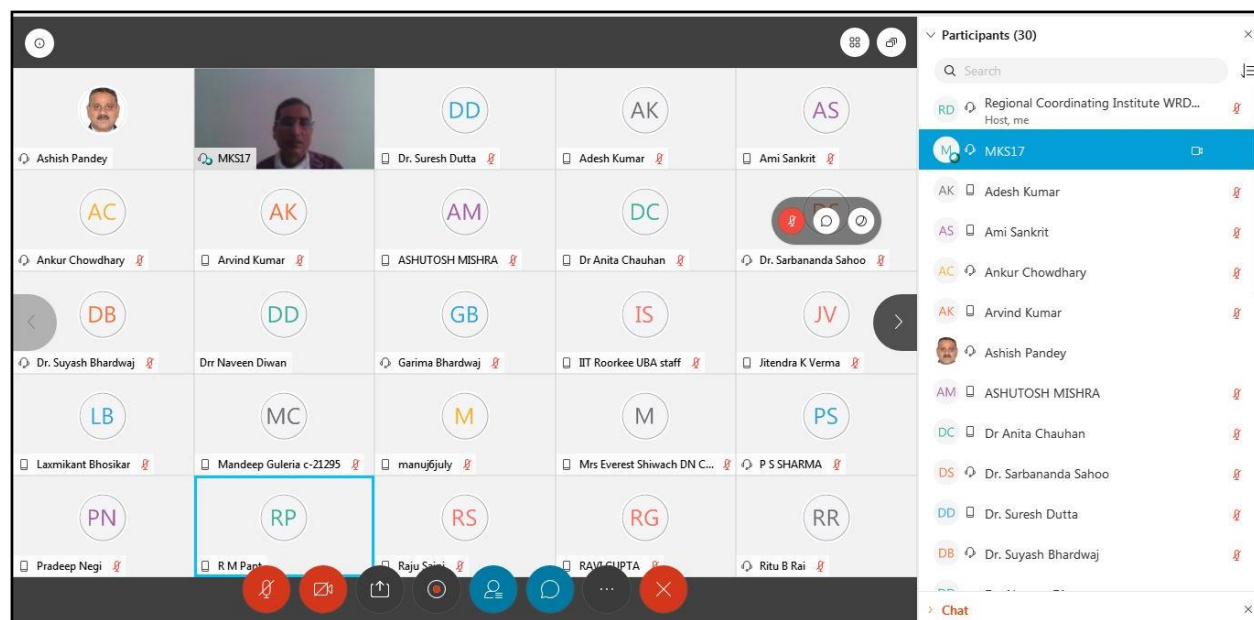 DD
AK
AS
Ashish Pandey
MKS17
Dr. Suresh Dutta
Adesh Kumar
Ami Sankrit
AC
AK
AM
DC
Ankur Chowdhary
Arvind Kumar
ASHUTOSH MISHRA
Dr Anita Chauhan
Dr. Sarbananda Sahoo
DB
DD
GB
IS
JV
Dr. Suyash Bhardwaj
Drr Naveen Diwan
Garima Bhardwaj
IIT Roorkee UBA staff
Jitendra K Verma
LB
MC
M
M
PS
Laxmikant Bhosikar
Mandeep Guleria c-21295
manuj6july
Mrs Everest Shiwach DN C...
P S SHARMA
PN
RP
RS
RG
RR
Pradeep Negi
R M Pant
Raju Saini
RAVI GUPTA
Ritu B Rai
Participants (30)
Search
RD Regional Coordinating Institute WRD...
Host, me
M MKS17
AK Adesh Kumar
AS Ami Sankrit
AC Ankur Chowdhary
AK Arvind Kumar
Ashish Pandey
AM ASHUTOSH MISHRA
DC Dr Anita Chauhan
DS Dr. Sarbananda Sahoo
DD Dr. Suresh Dutta
DB Dr. Suyash Bhardwaj
Chat